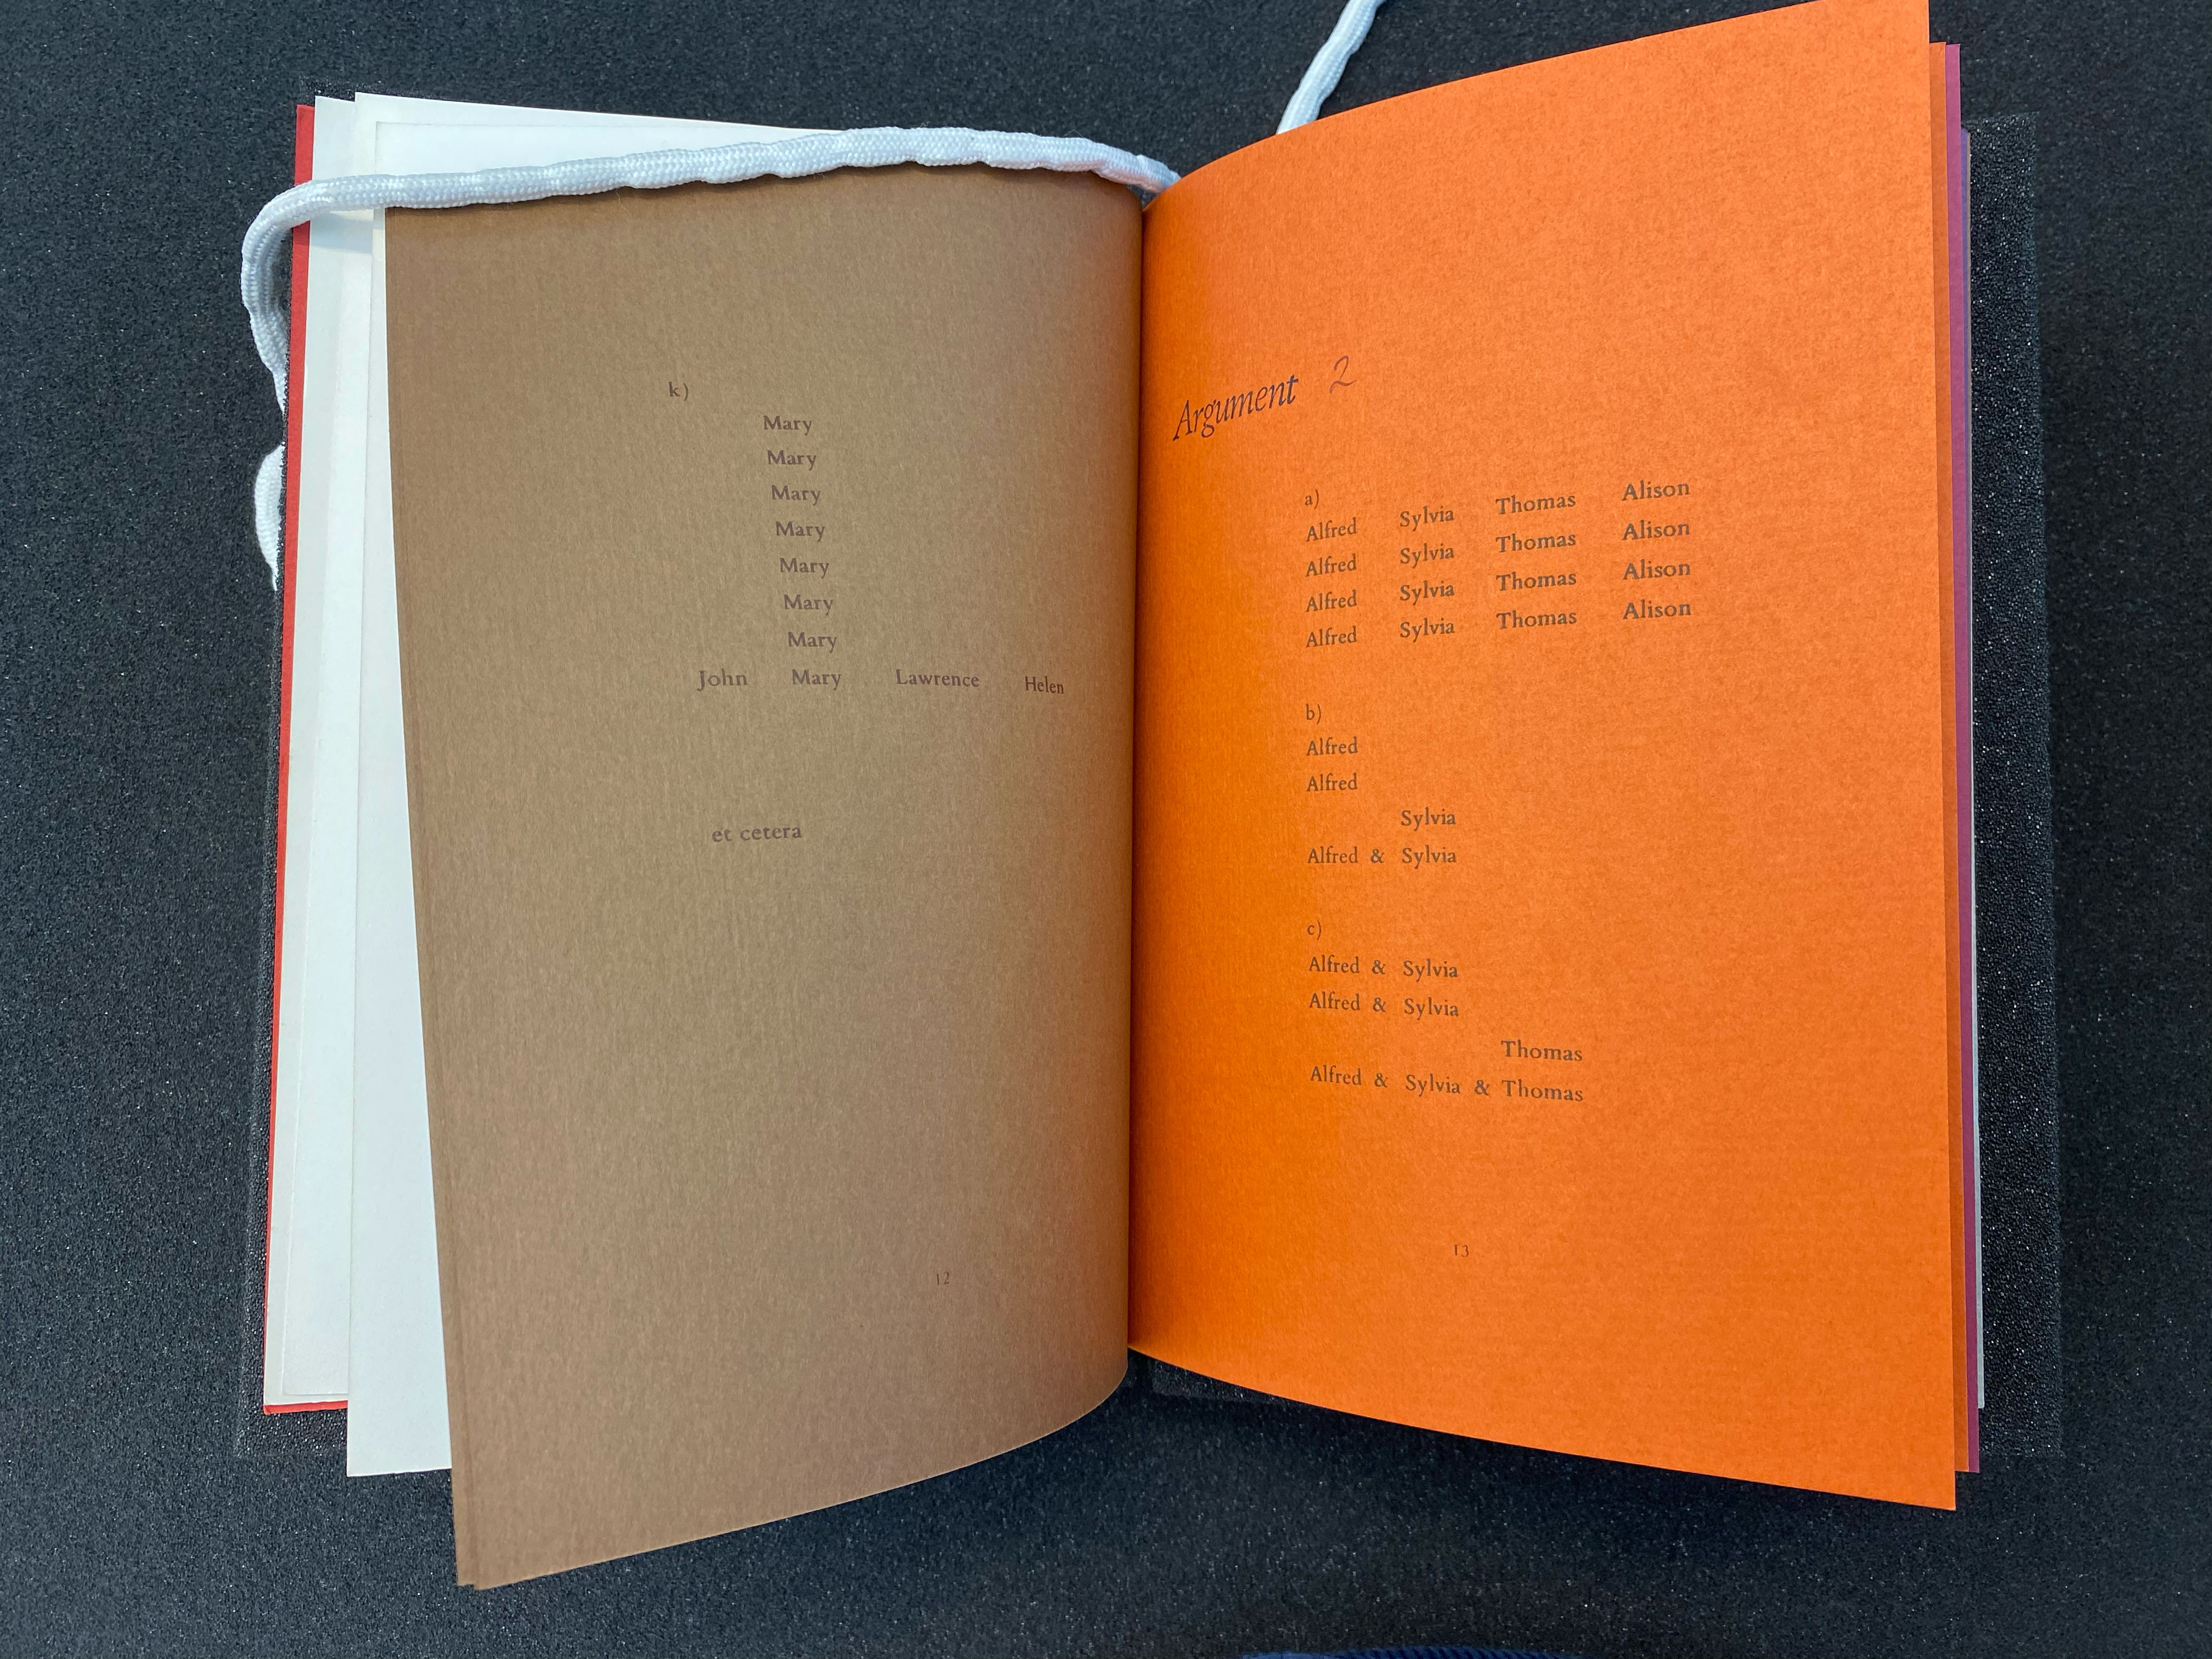 k)
Mary
Mary
Mary
Mary
Mary
Mary
Mary
John Mary Lawrence Helen
et cetera
12
Argument 2
a)
Alfred Sylvia Thomas Alison
Alfred Sylvia Thomas Alison
Alfred Sylvia Thomas Alison
Alfred Sylvia Thomas Alison
b)
Alfred
Alfred
Sylvia
Alfred & Sylvia
c)
Alfred & Sylvia
Alfred & Sylvia
Thomas
Alfred & Sylvia & Thomas
13